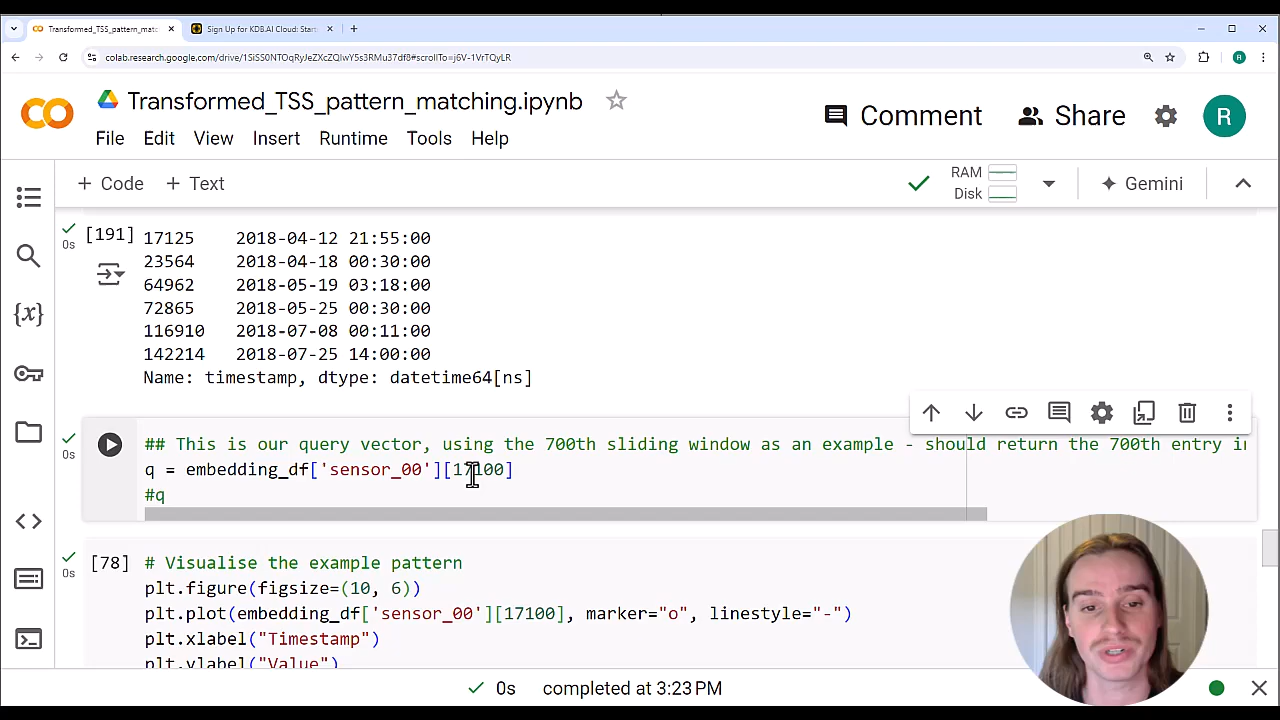 Transformed_TSS_pattern_matc
Sign Up for KDB.AI Cloud: Start
colab.research.google.com/drive/1SiSS0NTOqRyJeZXcZQIwY5s3RMu37df8#scrollTo=j6V-1VrTQyLR
R
Transformed_TSS_pattern_matching.ipynb
Comment
Share
R
File Edit View Insert Runtime Tools Help
+ Code + Text
RAM
Disk
Gemini
0s
[191]
17125 2018-04-12 21:55:00
23564 2018-04-18 00:30:00
64962 2018-05-19 03:18:00
72865 2018-05-25 00:30:00
116910 2018-07-08 00:11:00
142214 2018-07-25 14:00:00
Name: timestamp, dtype: datetime64[ns]
0s
## This is our query vector, using the 700th sliding window as an example - should return the 700th entry in
q = embedding_df['sensor_00'][17100]
#q
0s
[78] # Visualise the example pattern
plt.figure(figsize=(10, 6))
plt.plot(embedding_df['sensor_00'][17100], marker="o", linestyle="-")
plt.xlabel("Timestamp")
plt.ylabel("Value")
0s completed at 3:23 PM